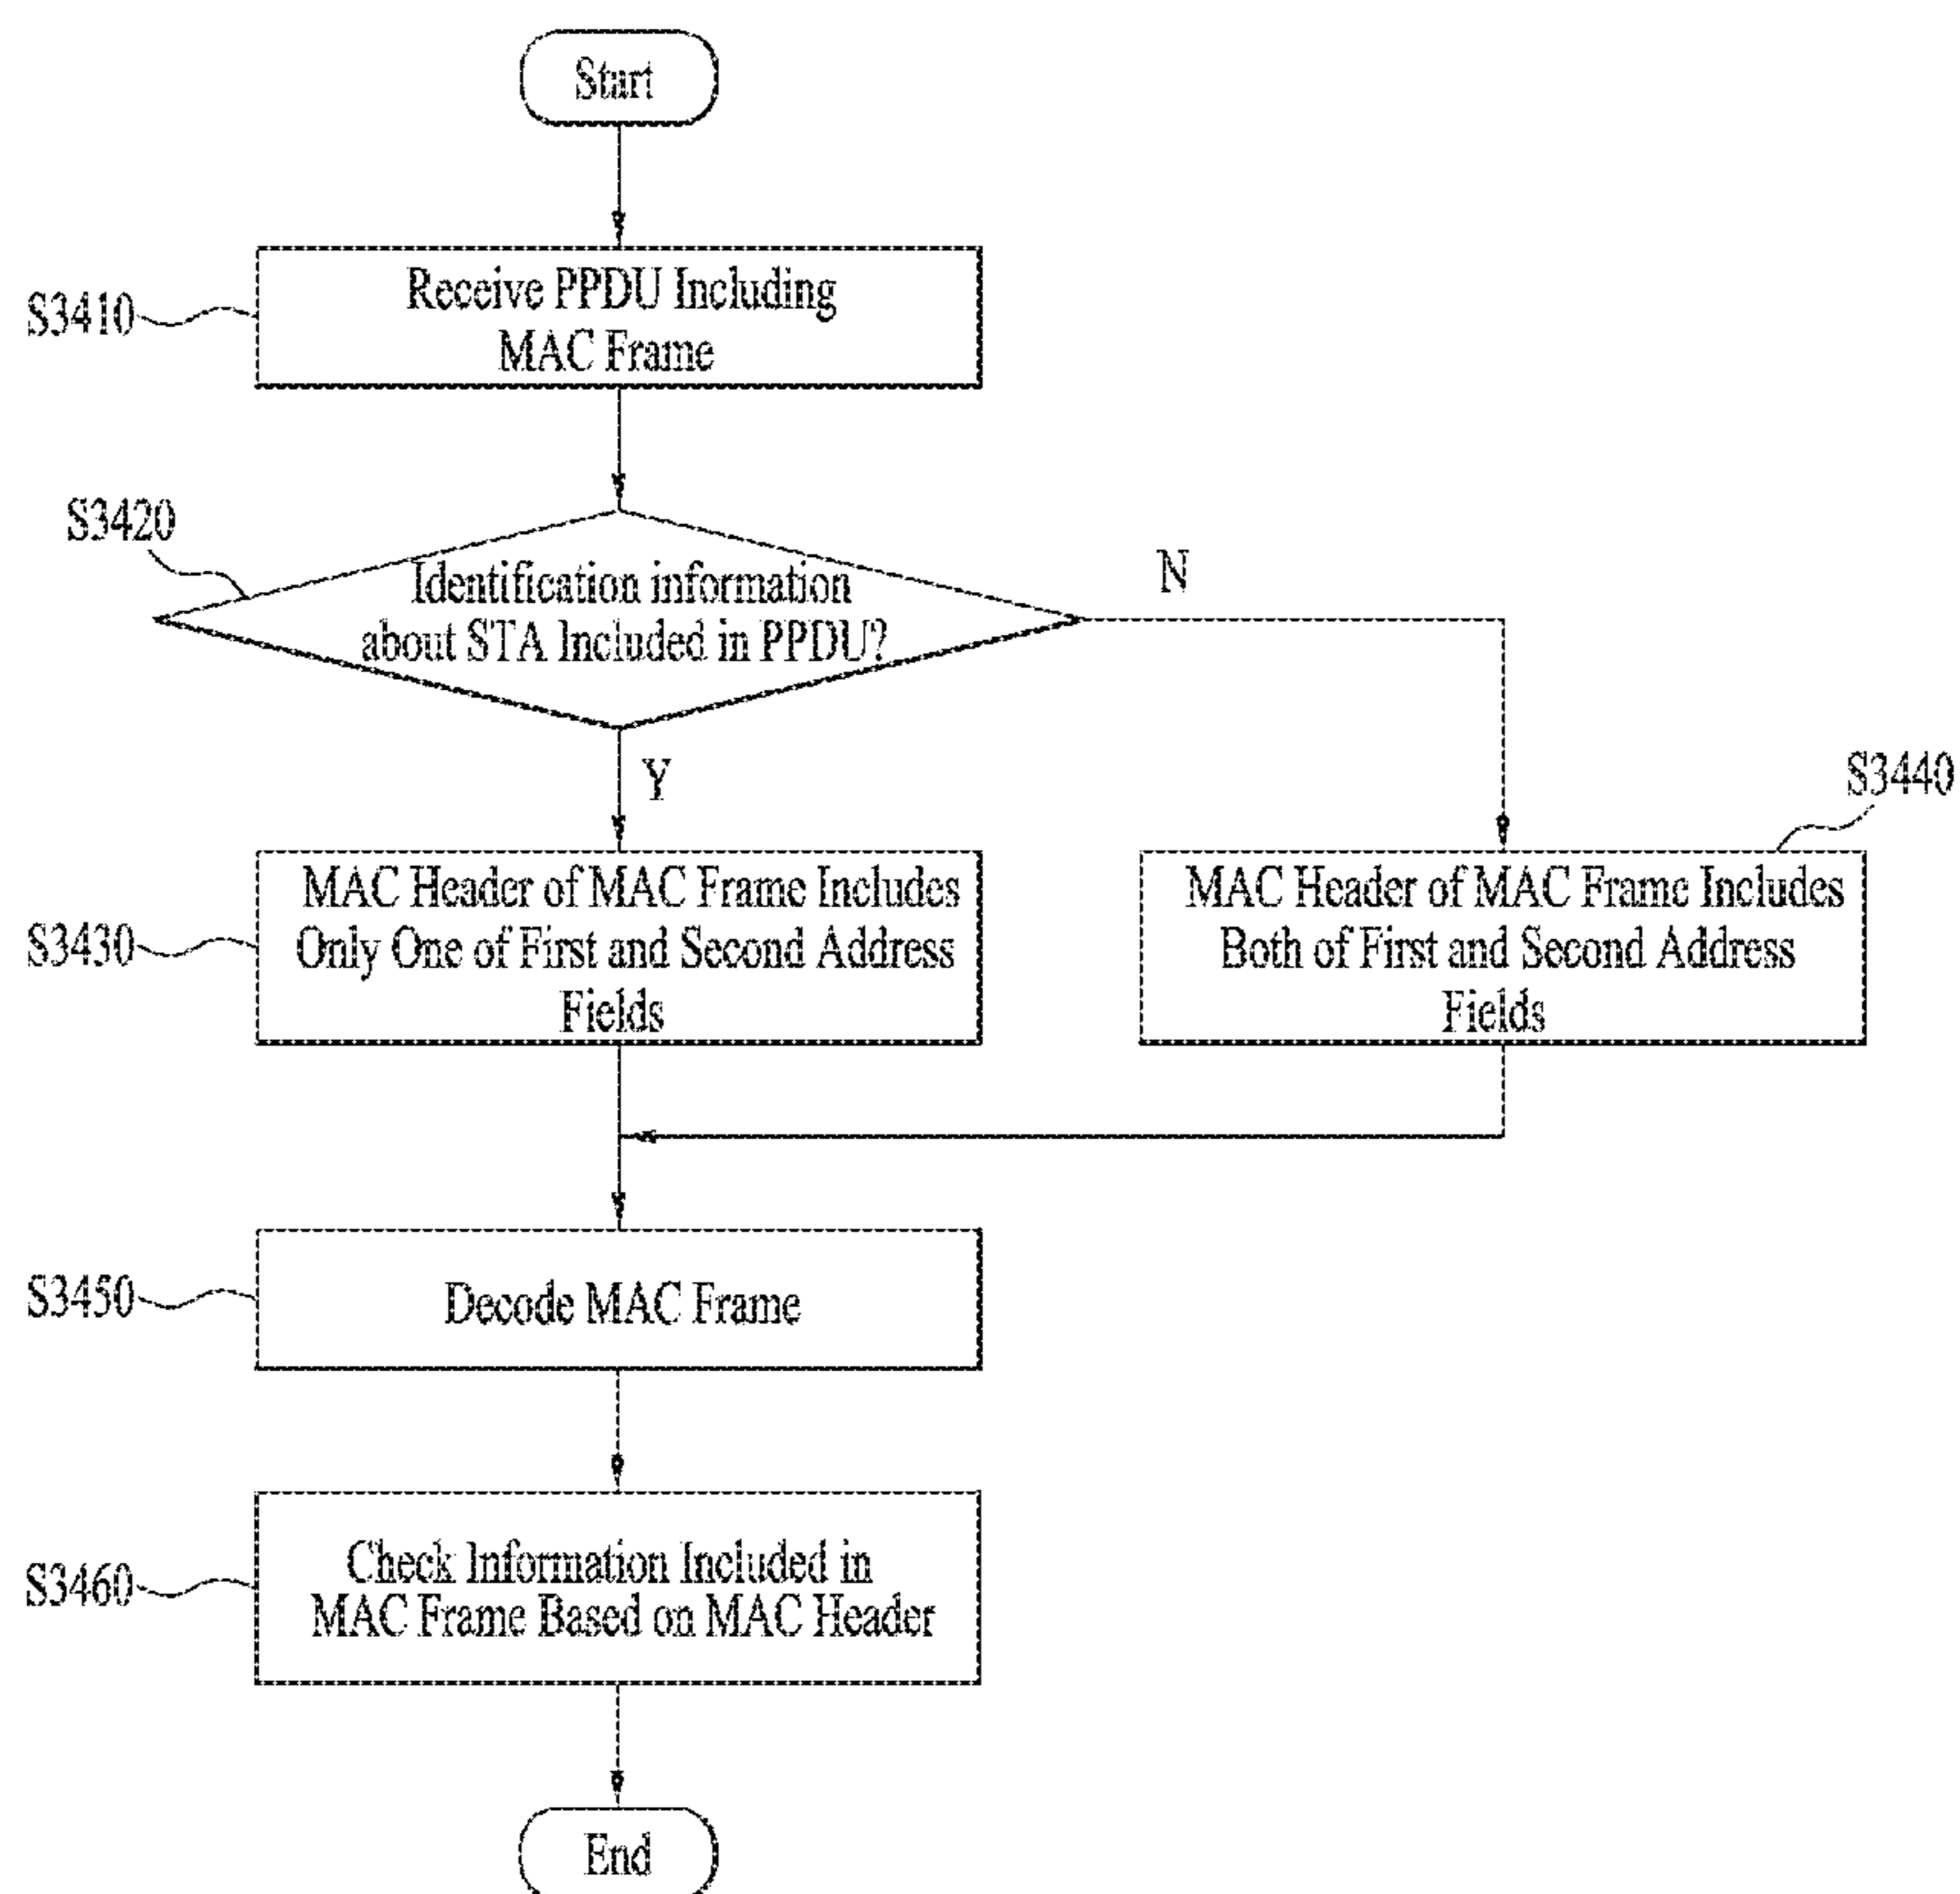 Start
S3410
Receive PPDU Including
MAC Frame
S3420
Identification information
about STA Included in PPDU?
N
Y
S3430
MAC Header of MAC Frame Includes
Only One of First and Second Address
Fields
S3440
MAC Header of MAC Frame Includes
Both of First and Second Address
Fields
S3450
Decode MAC Frame
S3460
Check Information Included in
MAC Frame Based on MAC Header
End